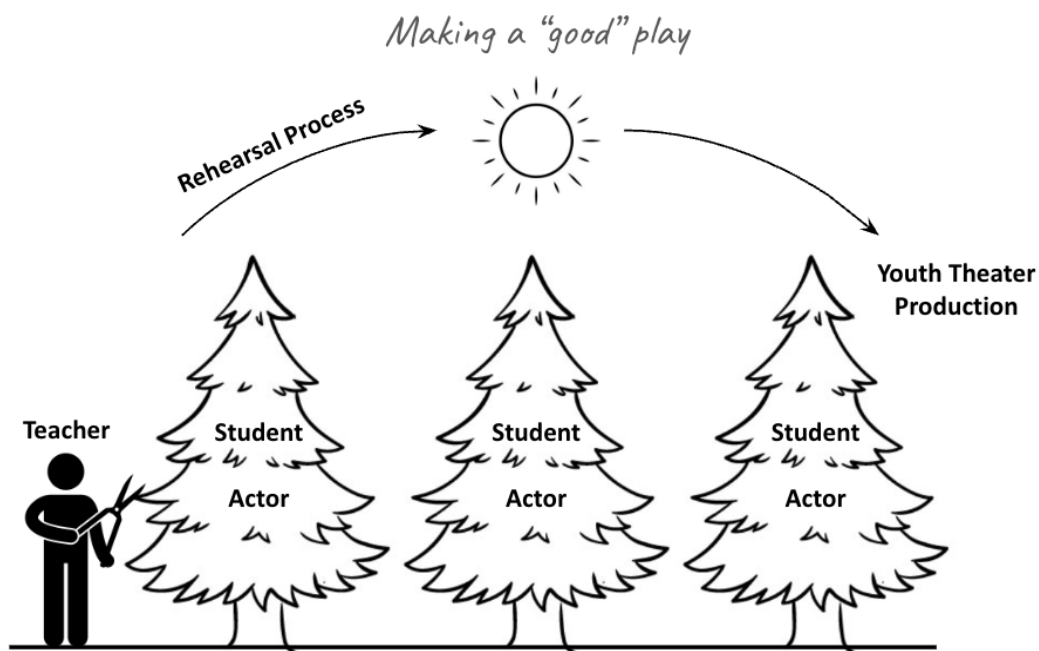 Making a “good” play
Rehearsal Process
Youth Theater
Production
Teacher
Student
Actor
Student
Actor
Student
Actor